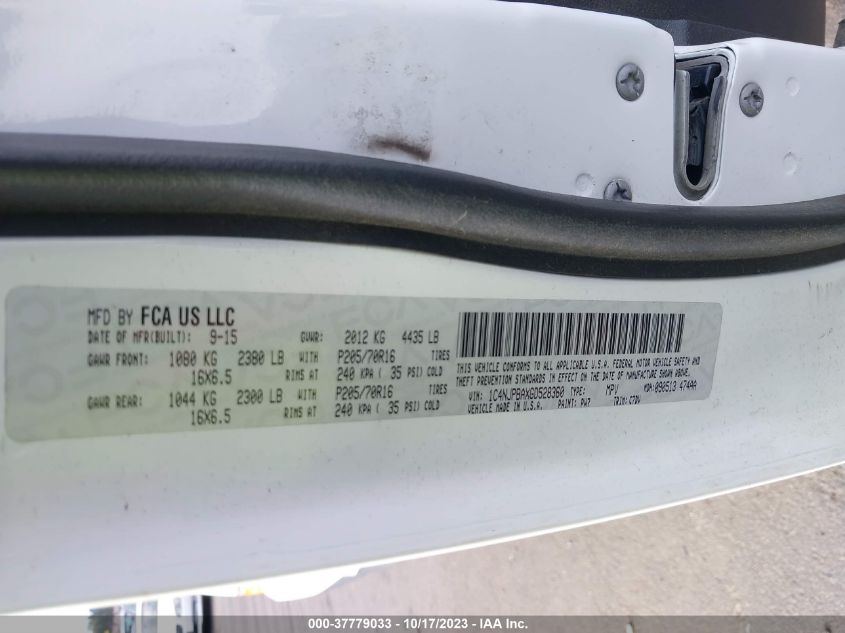 MFD BY FCA US LLC
DATE OF MFR(BUILT): 9-15 GVWR: 2012 KG 4435 LB
GAWR FRONT: 1080 KG 2380 LB WITH P205/70R16 TIRES
16X6.5 RIMS AT 240 KPA ( 35 PSI) COLD
GAWR REAR: 1044 KG 2300 LB WITH P205/70R16 TIRES
16X6.5 RIMS AT 240 KPA ( 35 PSI) COLD
THIS VEHICLE CONFORMS TO ALL APPLICABLE U.S.A. FEDERAL MOTOR VEHICLE SAFETY AND
THEFT PREVENTION STANDARDS IN EFFECT ON THE DATE OF MANUFACTURE SHOWN ABOVE.
VIN: 1C4NJPBAXGD528360 TYPE: MPV MDH: 090513 474AA
VEHICLE MADE IN U.S.A. PAINT: PW7 TRIM:
000-37779033 - 10/17/2023 - IAA Inc.